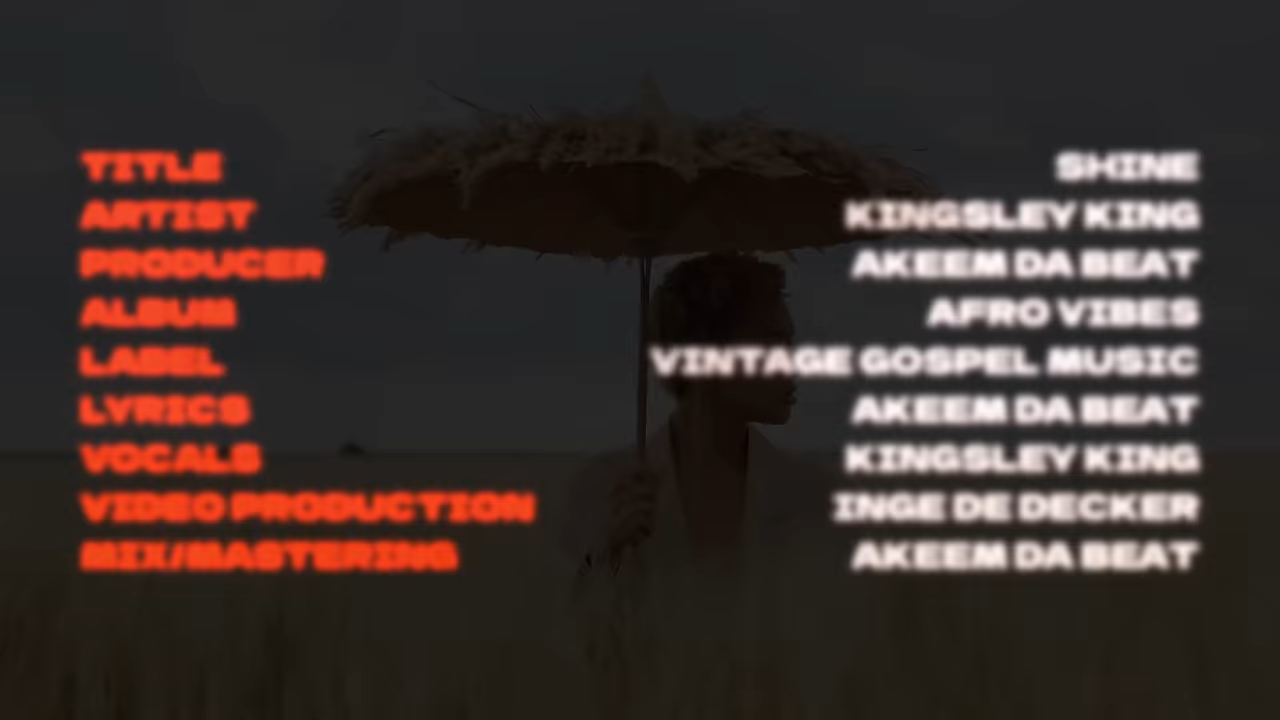 TITLE SHINE
ARTIST KINGSLEY KING
PRODUCER AKEEM DA BEAT
ALBUM AFRO VIBES
LABEL VINTAGE GOSPEL MUSIC
LYRICS AKEEM DA BEAT
VOCALS KINGSLEY KING
VIDEO PRODUCTION INGE DE DECKER
MIX/MASTERING AKEEM DA BEAT